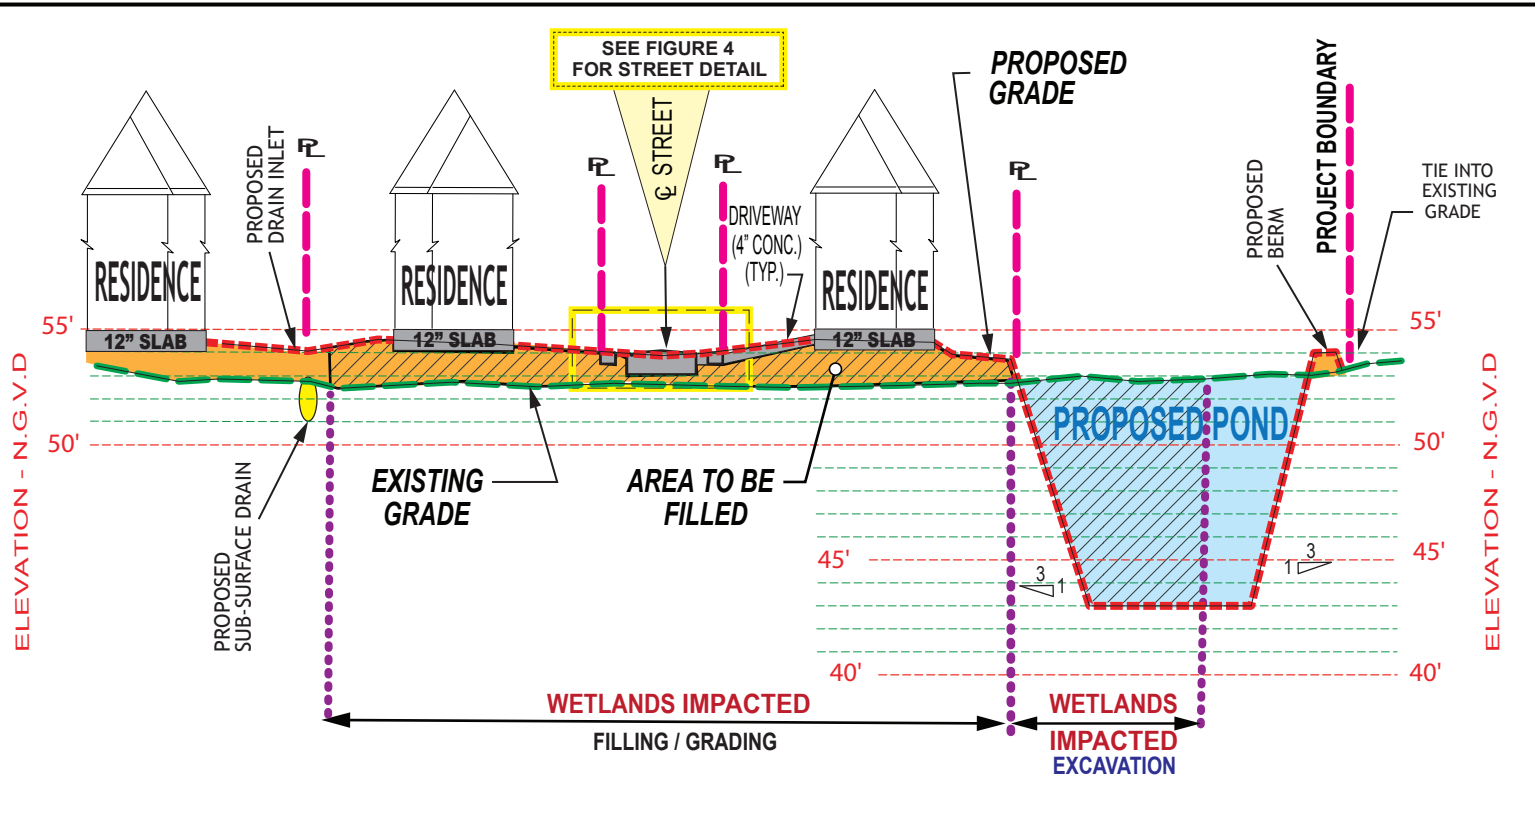 SEE FIGURE 4
FOR STREET DETAIL
PROPOSED
GRADE
PROJECT BOUNDARY
℄ STREET
PROPOSED
DRAIN INLET
PL
PL
PL
PL
DRIVEWAY
(4” CONC.)
(TYP.)
PROPOSED
BERM
TIE INTO
EXISTING
GRADE
RESIDENCE
RESIDENCE
RESIDENCE
12” SLAB
12” SLAB
12” SLAB
55'
55'
50'
50'
45'
45'
40'
40'
ELEVATION - N.G.V.D
ELEVATION - N.G.V.D
PROPOSED POND
EXISTING
GRADE
AREA TO BE
FILLED
PROPOSED
SUB-SURFACE DRAIN
3
1
3
1
WETLANDS IMPACTED
FILLING / GRADING
WETLANDS
IMPACTED
EXCAVATION